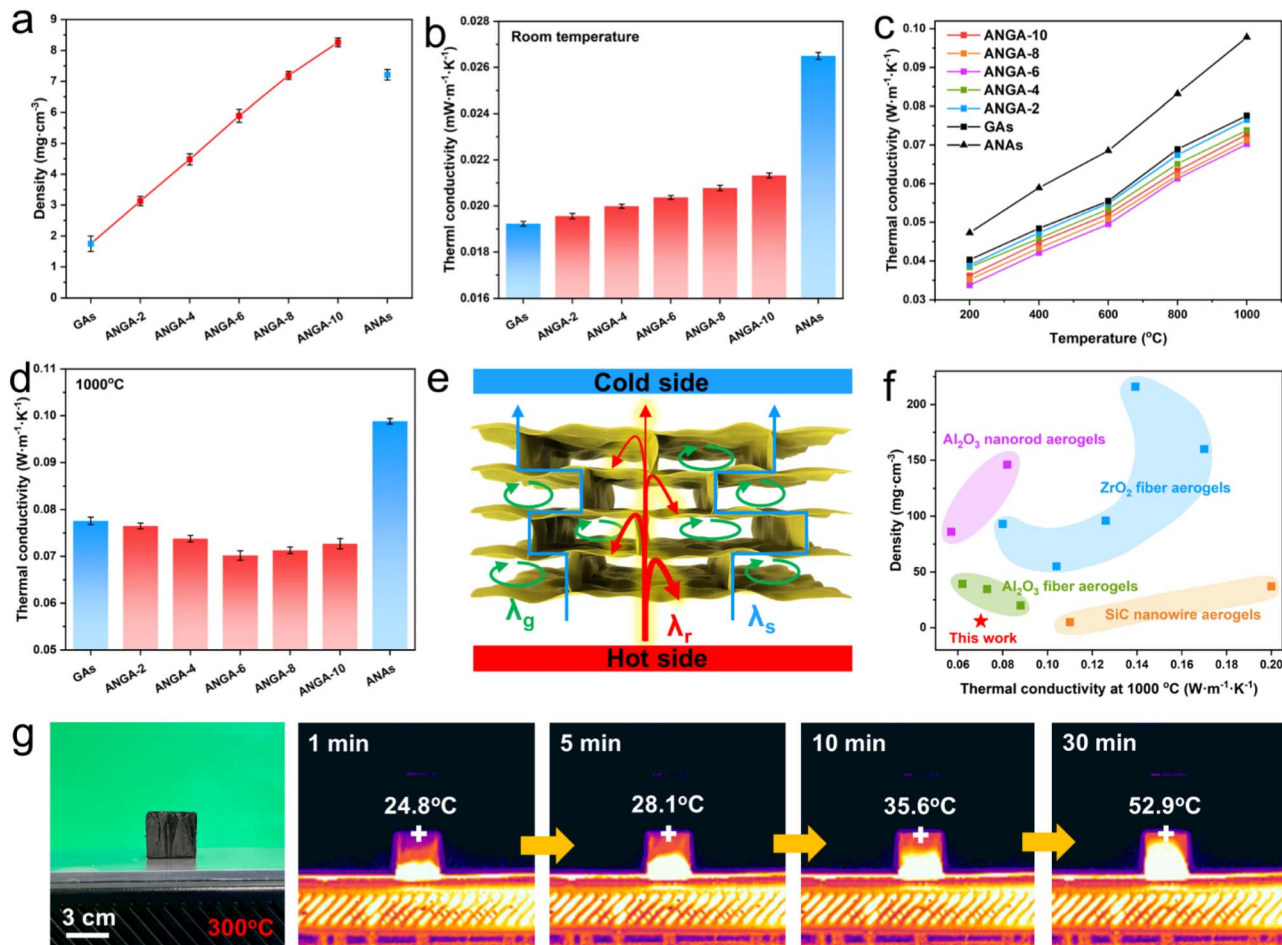 a
Density (mg·cm⁻³)
9
8
7
6
5
4
3
2
1
0
GAs
ANGA-2
ANGA-4
ANGA-6
ANGA-8
ANGA-10
ANAs
b
Room temperature
Therml conductivity (mW·m⁻¹·K⁻¹)
0.028
0.026
0.024
0.022
0.020
0.018
0.016
GAs
ANGA-2
ANGA-4
ANGA-6
ANGA-8
ANGA-10
ANAs
c
Thermal conductivity (W·m⁻¹·K⁻¹)
0.10
0.09
0.08
0.07
0.06
0.05
0.04
0.03
ANGA-10
ANGA-8
ANGA-6
ANGA-4
ANGA-2
GAs
ANAs
200
400
600
800
1000
Temperature (°C)
d
1000°C
Thermal conductivity (W·m⁻¹·K⁻¹)
0.11
0.10
0.09
0.08
0.07
0.06
0.05
GAs
ANGA-2
ANGA-4
ANGA-6
ANGA-8
ANGA-10
ANAs
e
Cold side
λg
λr
λs
Hot side
f
Density (mg·cm⁻³)
200
150
100
50
0
Al₂O₃ nanorod aerogels
ZrO₂ fiber aerogels
Al₂O₃ fiber aerogels
SiC nanowire aerogels
This work
0.06
0.08
0.10
0.12
0.14
0.16
0.18
0.20
Thermal conductivity at 1000 °C (W·m⁻¹·K⁻¹)
g
3 cm
300°C
1 min
24.8°C
5 min
28.1°C
10 min
35.6°C
30 min
52.9°C